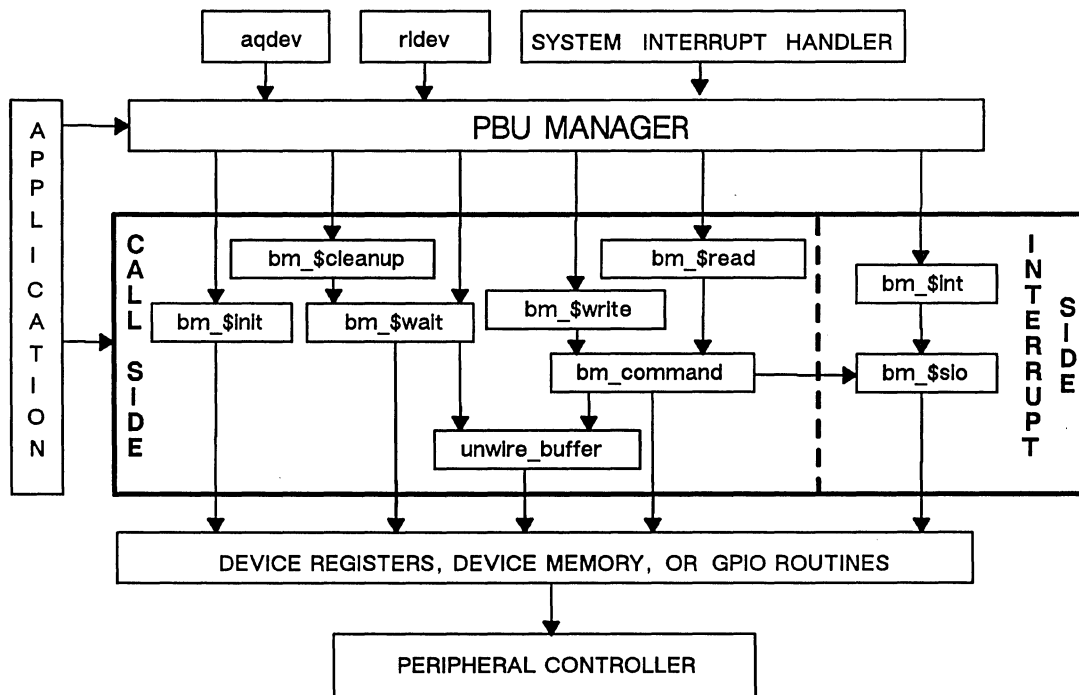 aqdev
rldev
SYSTEM INTERRUPT HANDLER
APPLICATION
PBU MANAGER
CALL SIDE
bm_$cleanup
bm_$read
bm_$int
bm_$init
bm_$wait
bm_$write
bm_command
bm_$sio
unwire_buffer
INTERRUPT SIDE
DEVICE REGISTERS, DEVICE MEMORY, OR GPIO ROUTINES
PERIPHERAL CONTROLLER